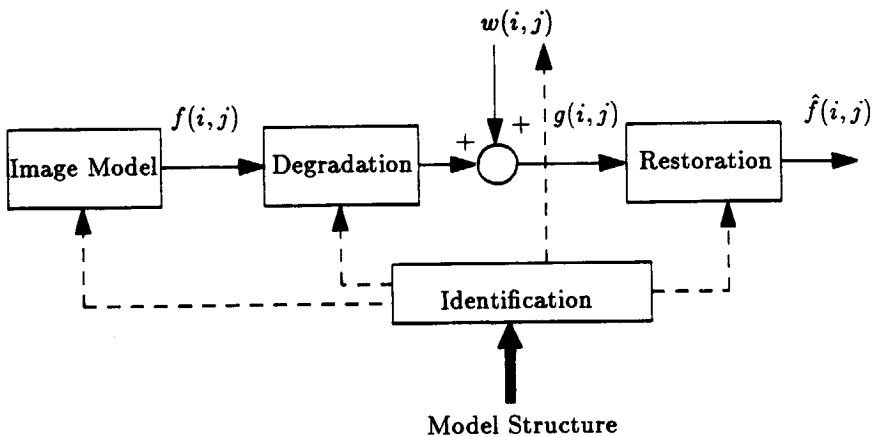 w(i,j)
f(i,j)
+
+
g(i,j)
f̂(i,j)
Image Model
Degradation
Restoration
Identification
Model Structure